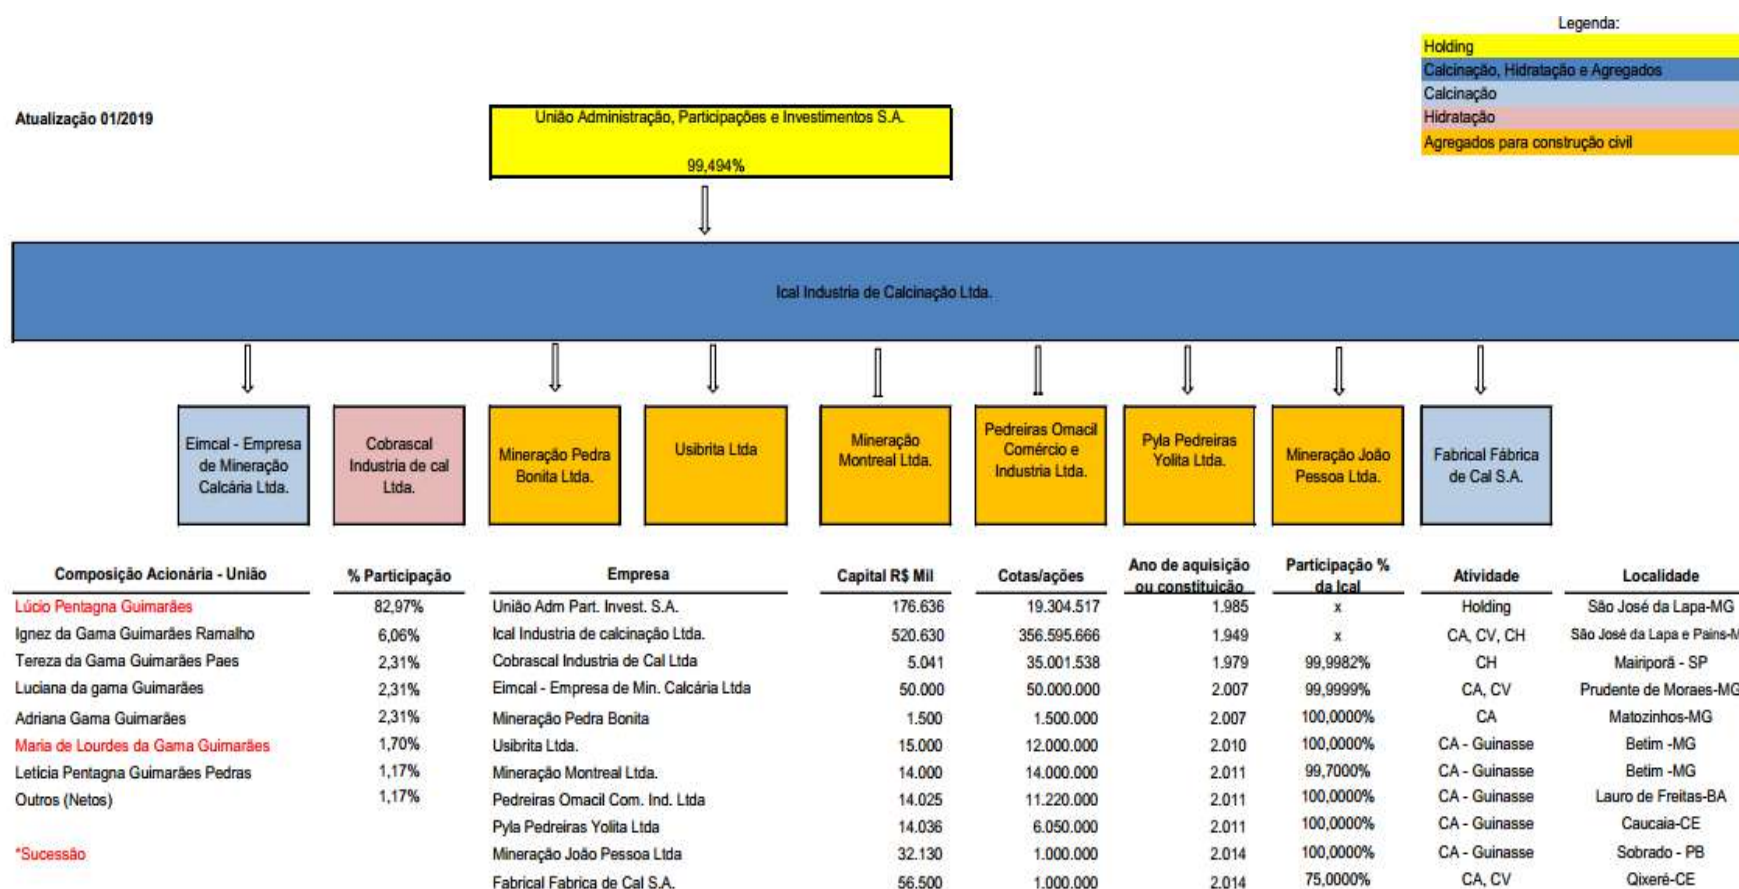 Legenda:
Holding
Calcinação, Hidratação e Agregados
Calcinação
Hidratação
Agregados para construção civil
Atualização 01/2019
União Administração, Participações e Investimentos S.A.
99,494%
Ical Industria de Calcinação Ltda.
Eimcal - Empresa
de Mineração
Calcária Ltda.
Cobrascal
Industria de cal
Ltda.
Mineração Pedra
Bonita Ltda.
Usibrita Ltda
Mineração
Montreal Ltda.
Pedreiras Omacil
Comércio e
Industria Ltda.
Pyla Pedreiras
Yolita Ltda.
Mineração João
Pessoa Ltda.
Fabrical Fábrica
de Cal S.A.
Composição Acionária - União % Participação
Lúcio Pentagna Guimarães 82,97%
Ignez da Gama Guimarães Ramalho 6,06%
Tereza da Gama Guimarães Paes 2,31%
Luciana da gama Guimarães 2,31%
Adriana Gama Guimarães 2,31%
Maria de Lourdes da Gama Guimarães 1,70%
Letícia Pentagna Guimarães Pedras 1,17%
Outros (Netos) 1,17%
*Sucessão
Empresa Capital R$ Mil Cotas/ações Ano de aquisição ou constituição Participação % da Ical Atividade Localidade
União Adm Part. Invest. S.A. 176.636 19.304.517 1.985 x Holding São José da Lapa-MG
Ical Industria de calcinação Ltda. 520.630 356.595.666 1.949 x CA, CV, CH São José da Lapa e Pains-M
Cobrascal Industria de Cal Ltda 5.041 35.001.538 1.979 99,9982% CH Mairiporã - SP
Eimcal - Empresa de Min. Calcária Ltda 50.000 50.000.000 2.007 99,9999% CA, CV Prudente de Moraes-MG
Mineração Pedra Bonita 1.500 1.500.000 2.007 100,0000% CA Matozinhos-MG
Usibrita Ltda. 15.000 12.000.000 2.010 100,0000% CA - Guinasse Betim -MG
Mineração Montreal Ltda. 14.000 14.000.000 2.011 99,7000% CA - Guinasse Betim -MG
Pedreiras Omacil Com. Ind. Ltda 14.025 11.220.000 2.011 100,0000% CA - Guinasse Lauro de Freitas-BA
Pyla Pedreiras Yolita Ltda 14.036 6.050.000 2.011 100,0000% CA - Guinasse Caucaia-CE
Mineração João Pessoa Ltda 32.130 1.000.000 2.014 100,0000% CA - Guinasse Sobrado - PB
Fabrical Fabrica de Cal S.A. 56.500 1.000.000 2.014 75,0000% CA, CV Qixeré-CE